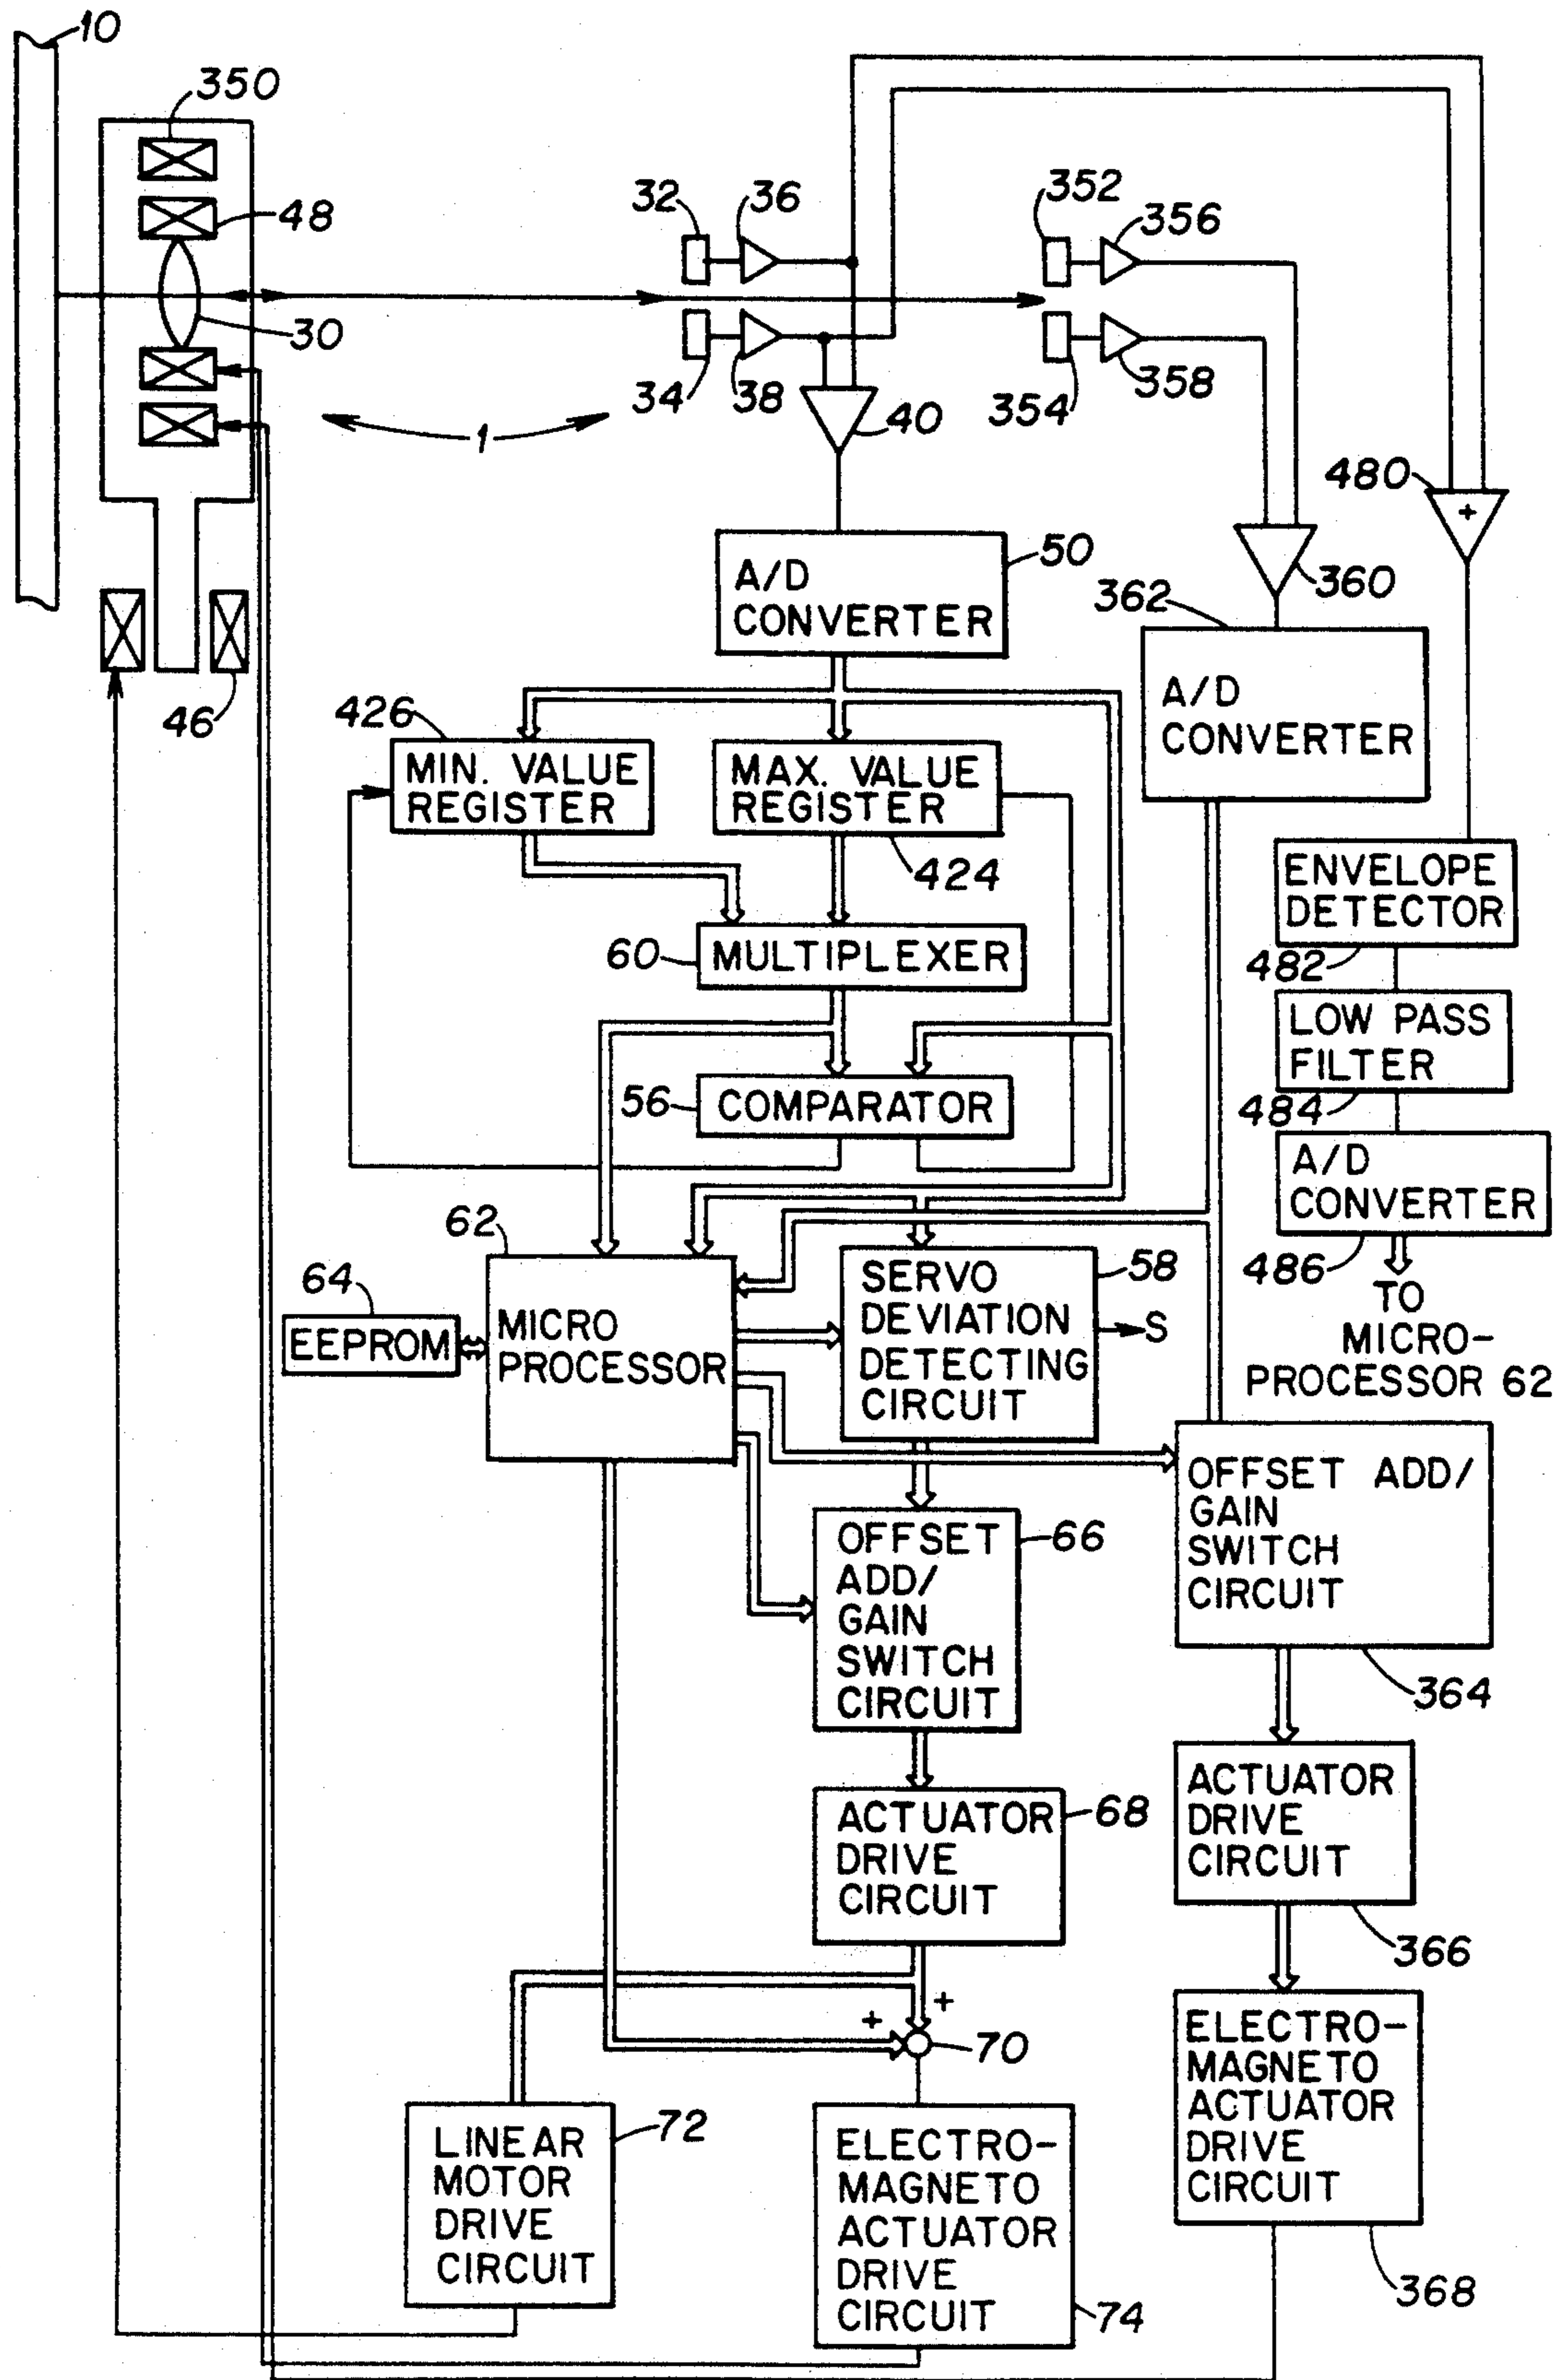 10
350
48
30
1
32
36
34
38
40
352
356
354
358
480
+
360
50
A/D
CONVERTER
362
A/D
CONVERTER
46
426
MIN. VALUE
REGISTER
MAX. VALUE
REGISTER
424
ENVELOPE
DETECTOR
482
60
MULTIPLEXER
LOW PASS
FILTER
484
56
COMPARATOR
A/D
CONVERTER
486
TO
MICRO-
PROCESSOR 62
62
MICRO
PROCESSOR
64
EEPROM
58
SERVO
DEVIATION
DETECTING
CIRCUIT
S
OFFSET ADD/
GAIN
SWITCH
CIRCUIT
364
66
OFFSET
ADD/
GAIN
SWITCH
CIRCUIT
68
ACTUATOR
DRIVE
CIRCUIT
ACTUATOR
DRIVE
CIRCUIT
366
+
+
70
72
LINEAR
MOTOR
DRIVE
CIRCUIT
ELECTRO-
MAGNETO
ACTUATOR
DRIVE
CIRCUIT
74
ELECTRO-
MAGNETO
ACTUATOR
DRIVE
CIRCUIT
368